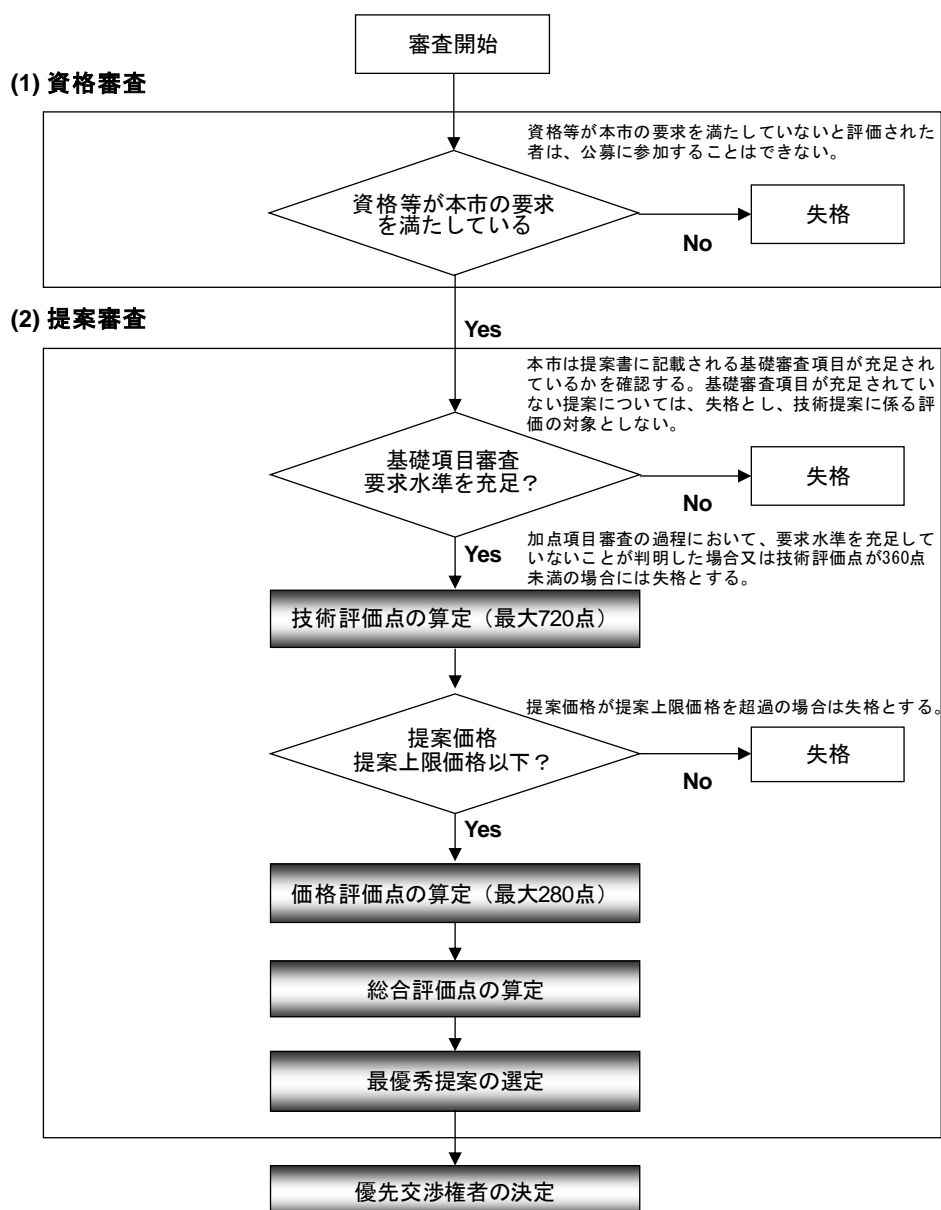 審査開始
(1) 資格審査
資格等が本市の要求を満たしていないと評価された
者は、公募に参加することはできない。
資格等が本市の要求
を満たしている
No
失格
Yes
(2) 提案審査
本市は提案書に記載される基礎審査項目が充足され
ているかを確認する。基礎審査項目が充足されてい
ない提案については、失格とし、技術提案に係る評
価の対象としない。
基礎項目審査
要求水準を充足？
No
失格
Yes
加点項目審査の過程において、要求水準を充足して
いないことが判明した場合又は技術評価点が360点
未満の場合には失格とする。
技術評価点の算定（最大720点）
提案価格が提案上限価格を超過の場合は失格とする。
提案価格
提案上限価格以下？
No
失格
Yes
価格評価点の算定（最大280点）
総合評価点の算定
最優秀提案の選定
優先交渉権者の決定